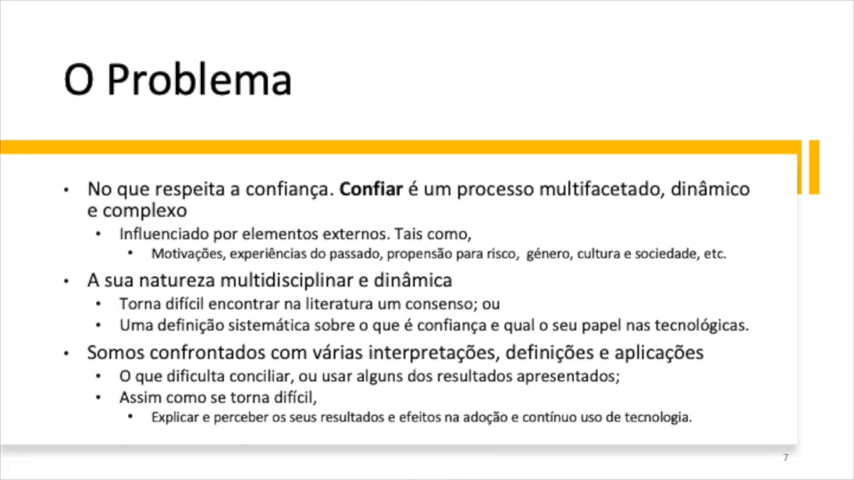 O Problema
• No que respeita a confiança. Confiar é um processo multifacetado, dinâmico
e complexo
• Influenciado por elementos externos. Tais como,
• Motivações, experiências do passado, propensão para risco, género, cultura e sociedade, etc.
• A sua natureza multidisciplinar e dinâmica
• Torna difícil encontrar na literatura um consenso; ou
• Uma definição sistemática sobre o que é confiança e qual o seu papel nas tecnológicas.
• Somos confrontados com várias interpretações, definições e aplicações
• O que dificulta conciliar, ou usar alguns dos resultados apresentados;
• Assim como se torna difícil,
• Explicar e perceber os seus resultados e efeitos na adoção e contínuo uso de tecnologia.
7